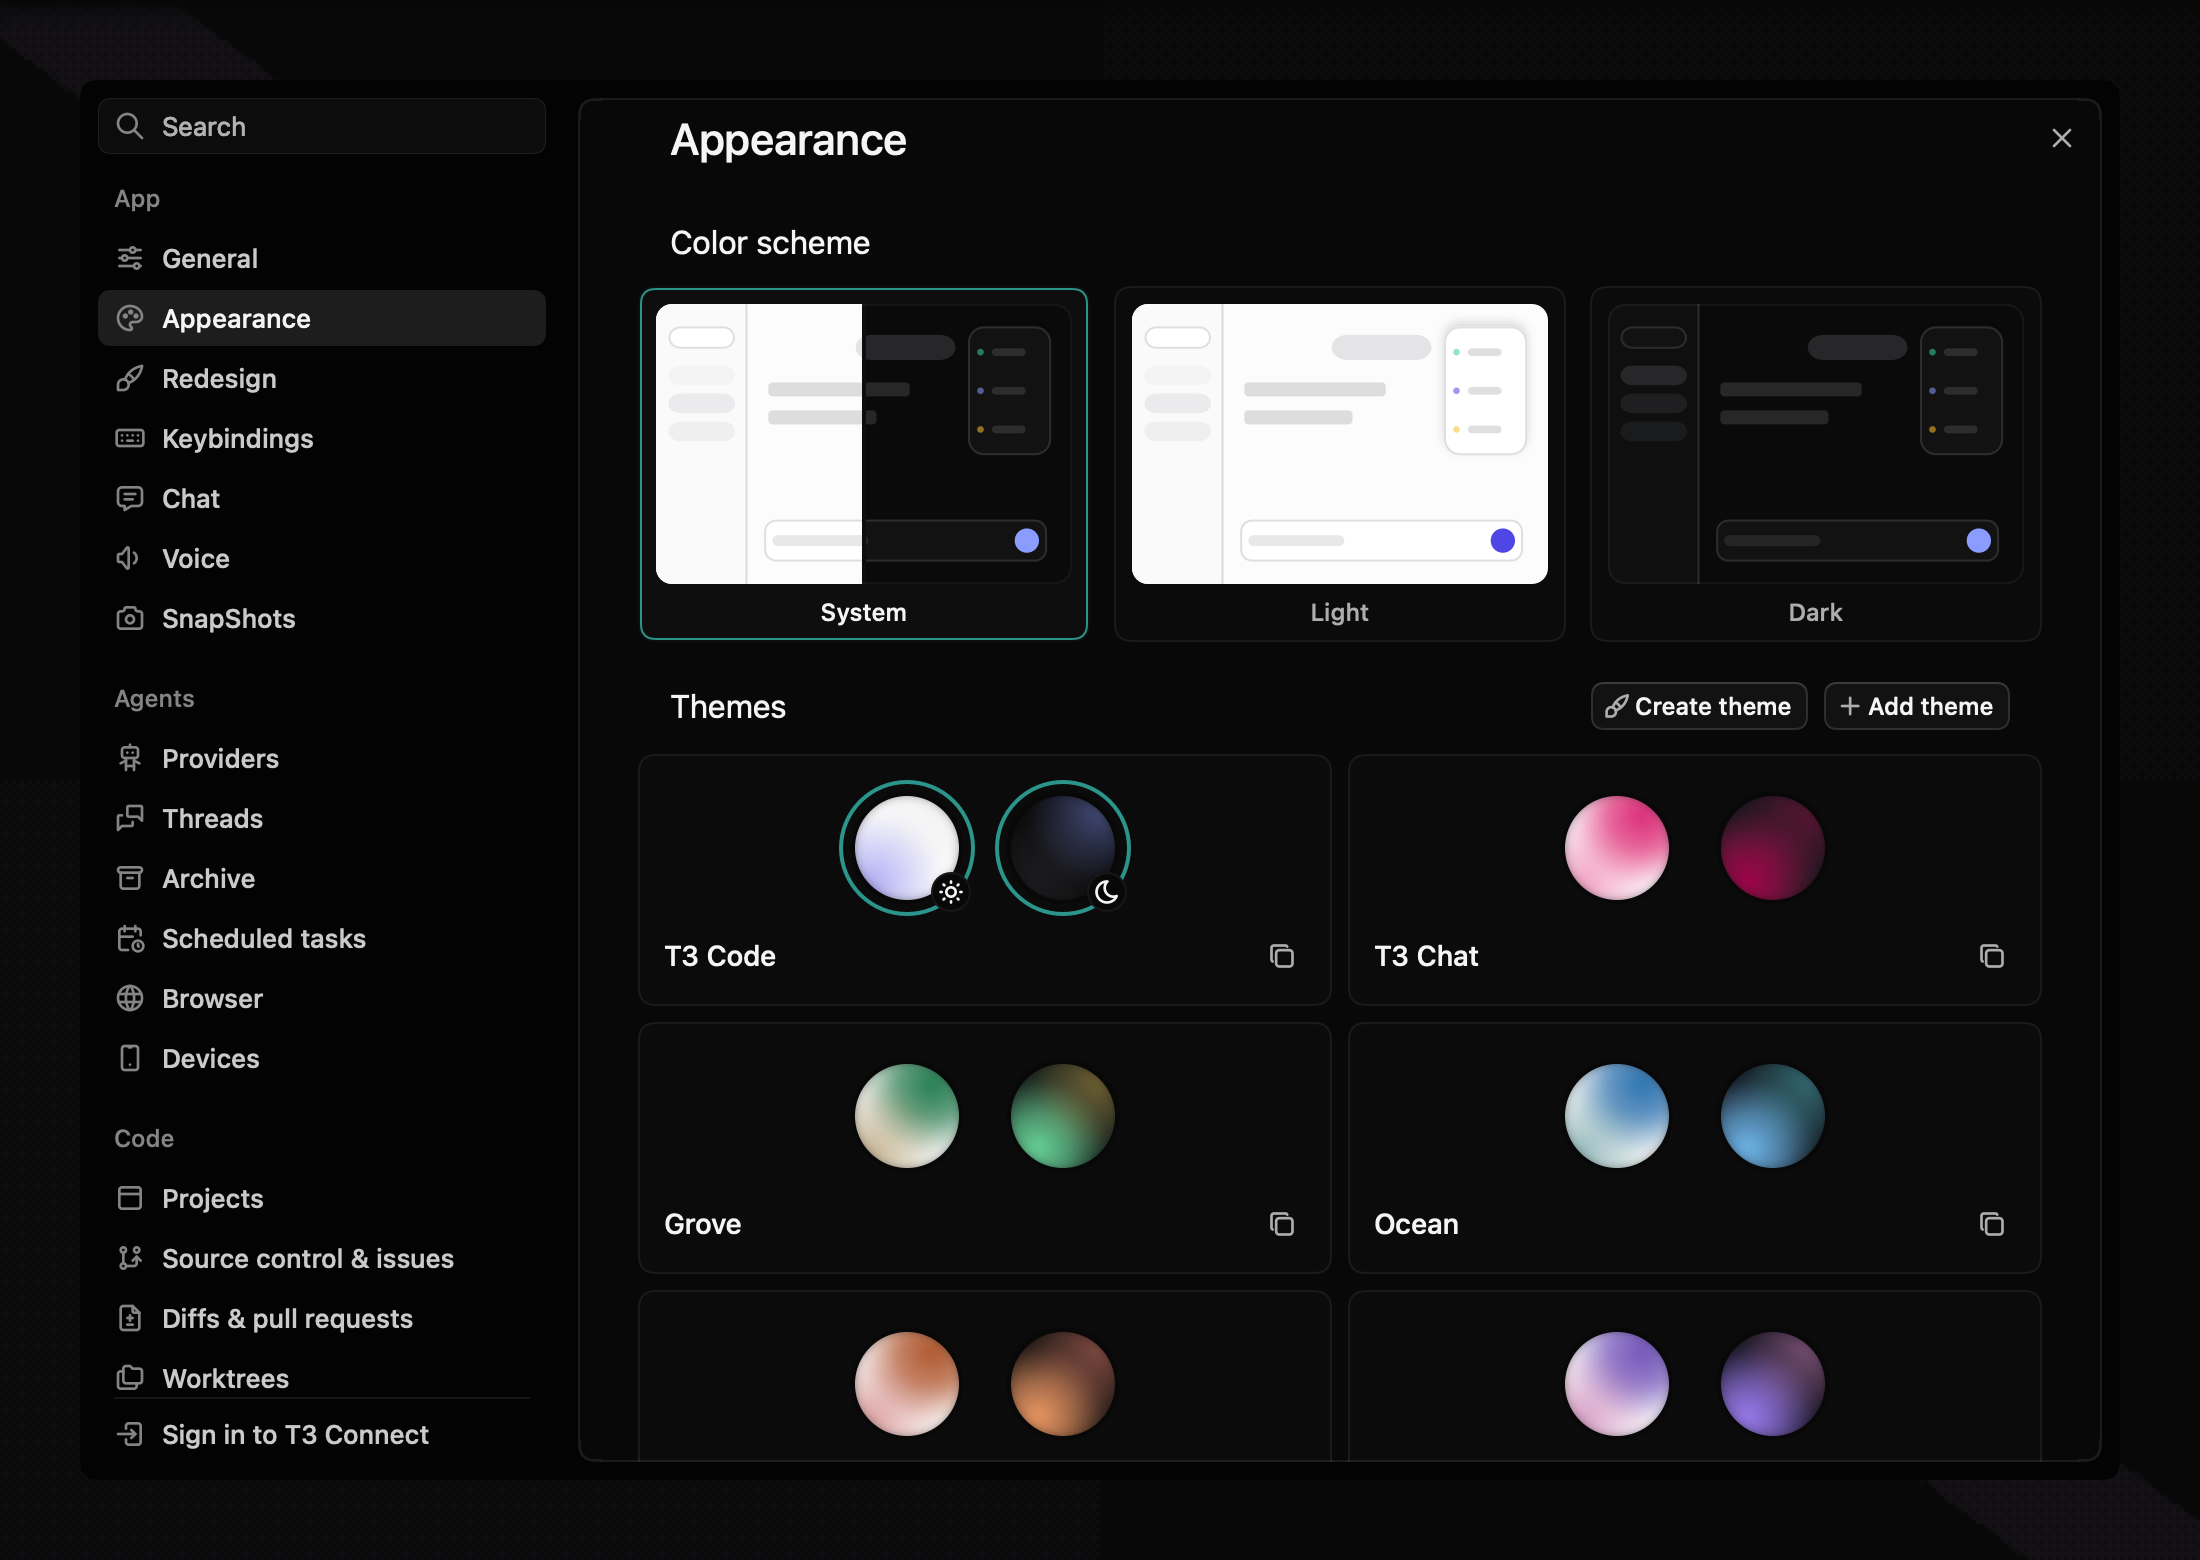 Search
App
General
Appearance
Redesign
Keybindings
Chat
Voice
SnapShots
Agents
Providers
Threads
Archive
Scheduled tasks
Browser
Devices
Code
Projects
Source control & issues
Diffs & pull requests
Worktrees
Sign in to T3 Connect
Appearance
Color scheme
System
Light
Dark
Themes
Create theme
Add theme
T3 Code
T3 Chat
Grove
Ocean